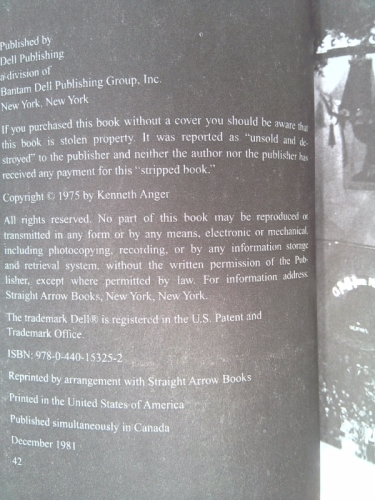 Published by
Dell Publishing
a division of
Bantam Dell Publishing Group, Inc.
New York, New York
If you purchased this book without a cover you should be aware that
this book is stolen property. It was reported as "unsold and de-
stroyed" to the publisher and neither the author nor the publisher has
received any payment for this "stripped book."
Copyright © 1975 by Kenneth Anger
All rights reserved. No part of this book may be reproduced or
transmitted in any form or by any means, electronic or mechanical,
including photocopying, recording, or by any information storage
and retrieval system, without the written permission of the Pub-
lisher, except where permitted by law. For information address:
Straight Arrow Books, New York, New York.
The trademark Dell® is registered in the U.S. Patent and
Trademark Office.
ISBN: 978-0-440-15325-2
Reprinted by arrangement with Straight Arrow Books
Printed in the United States of America
Published simultaneously in Canada
December 1981
42